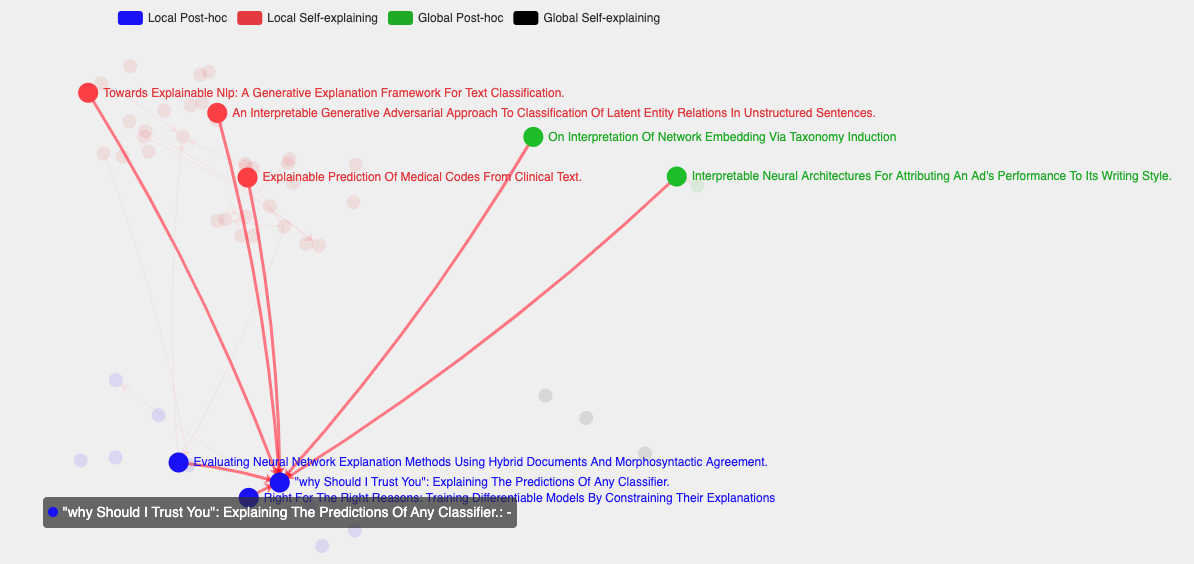 Local Post-hoc
Local Self-explaining
Global Post-hoc
Global Self-explaining
Towards Explainable Nlp: A Generative Explanation Framework For Text Classification.
An Interpretable Generative Adversarial Approach To Classification Of Latent Entity Relations In Unstructured Sentences.
On Interpretation Of Network Embedding Via Taxonomy Induction
Explainable Prediction Of Medical Codes From Clinical Text.
Interpretable Neural Architectures For Attributing An Ad's Performance To Its Writing Style.
Evaluating Neural Network Explanation Methods Using Hybrid Documents And Morphosyntactic Agreement.
"why Should I Trust You": Explaining The Predictions Of Any Classifier.
Right For The Right Reasons: Training Differentiable Models By Constraining Their Explanations
"why Should I Trust You": Explaining The Predictions Of Any Classifier.: -